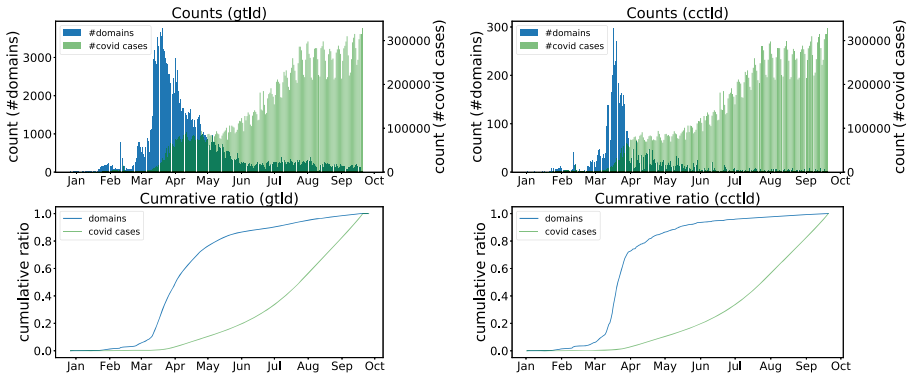 Counts (gtld)
#domains
#covid cases
count (#domains)
3000
2000
1000
0
300000
200000
100000
0
count (#covid cases)
Jan Feb Mar Apr May Jun Jul Aug Sep Oct
Counts (cctld)
#domains
#covid cases
count (#domains)
300
200
100
0
300000
200000
100000
0
count (#covid cases)
Jan Feb Mar Apr May Jun Jul Aug Sep Oct
Cumrative ratio (gtld)
domains
covid cases
cumulative ratio
1.0
0.8
0.6
0.4
0.2
0.0
Jan Feb Mar Apr May Jun Jul Aug Sep Oct
Cumrative ratio (cctld)
domains
covid cases
cumulative ratio
1.0
0.8
0.6
0.4
0.2
0.0
Jan Feb Mar Apr May Jun Jul Aug Sep Oct